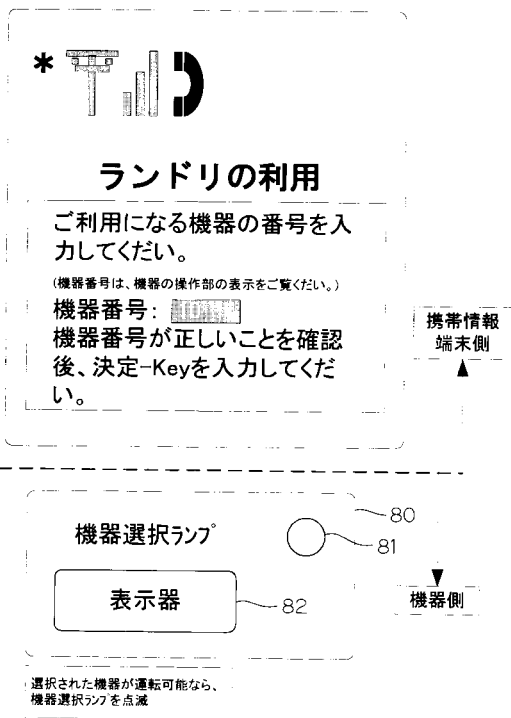 *
ランドリの利用
ご利用になる機器の番号を入
力してくだい。
(機器番号は、機器の操作部の表示をご覧くだい。)
機器番号:
機器番号が正しいことを確認
後、決定-Keyを入力してくだ
い。
携帯情報
端末側
80
機器選択ランプ
81
表示器
82
機器側
選択された機器が運転可能なら、
機器選択ランプを点滅